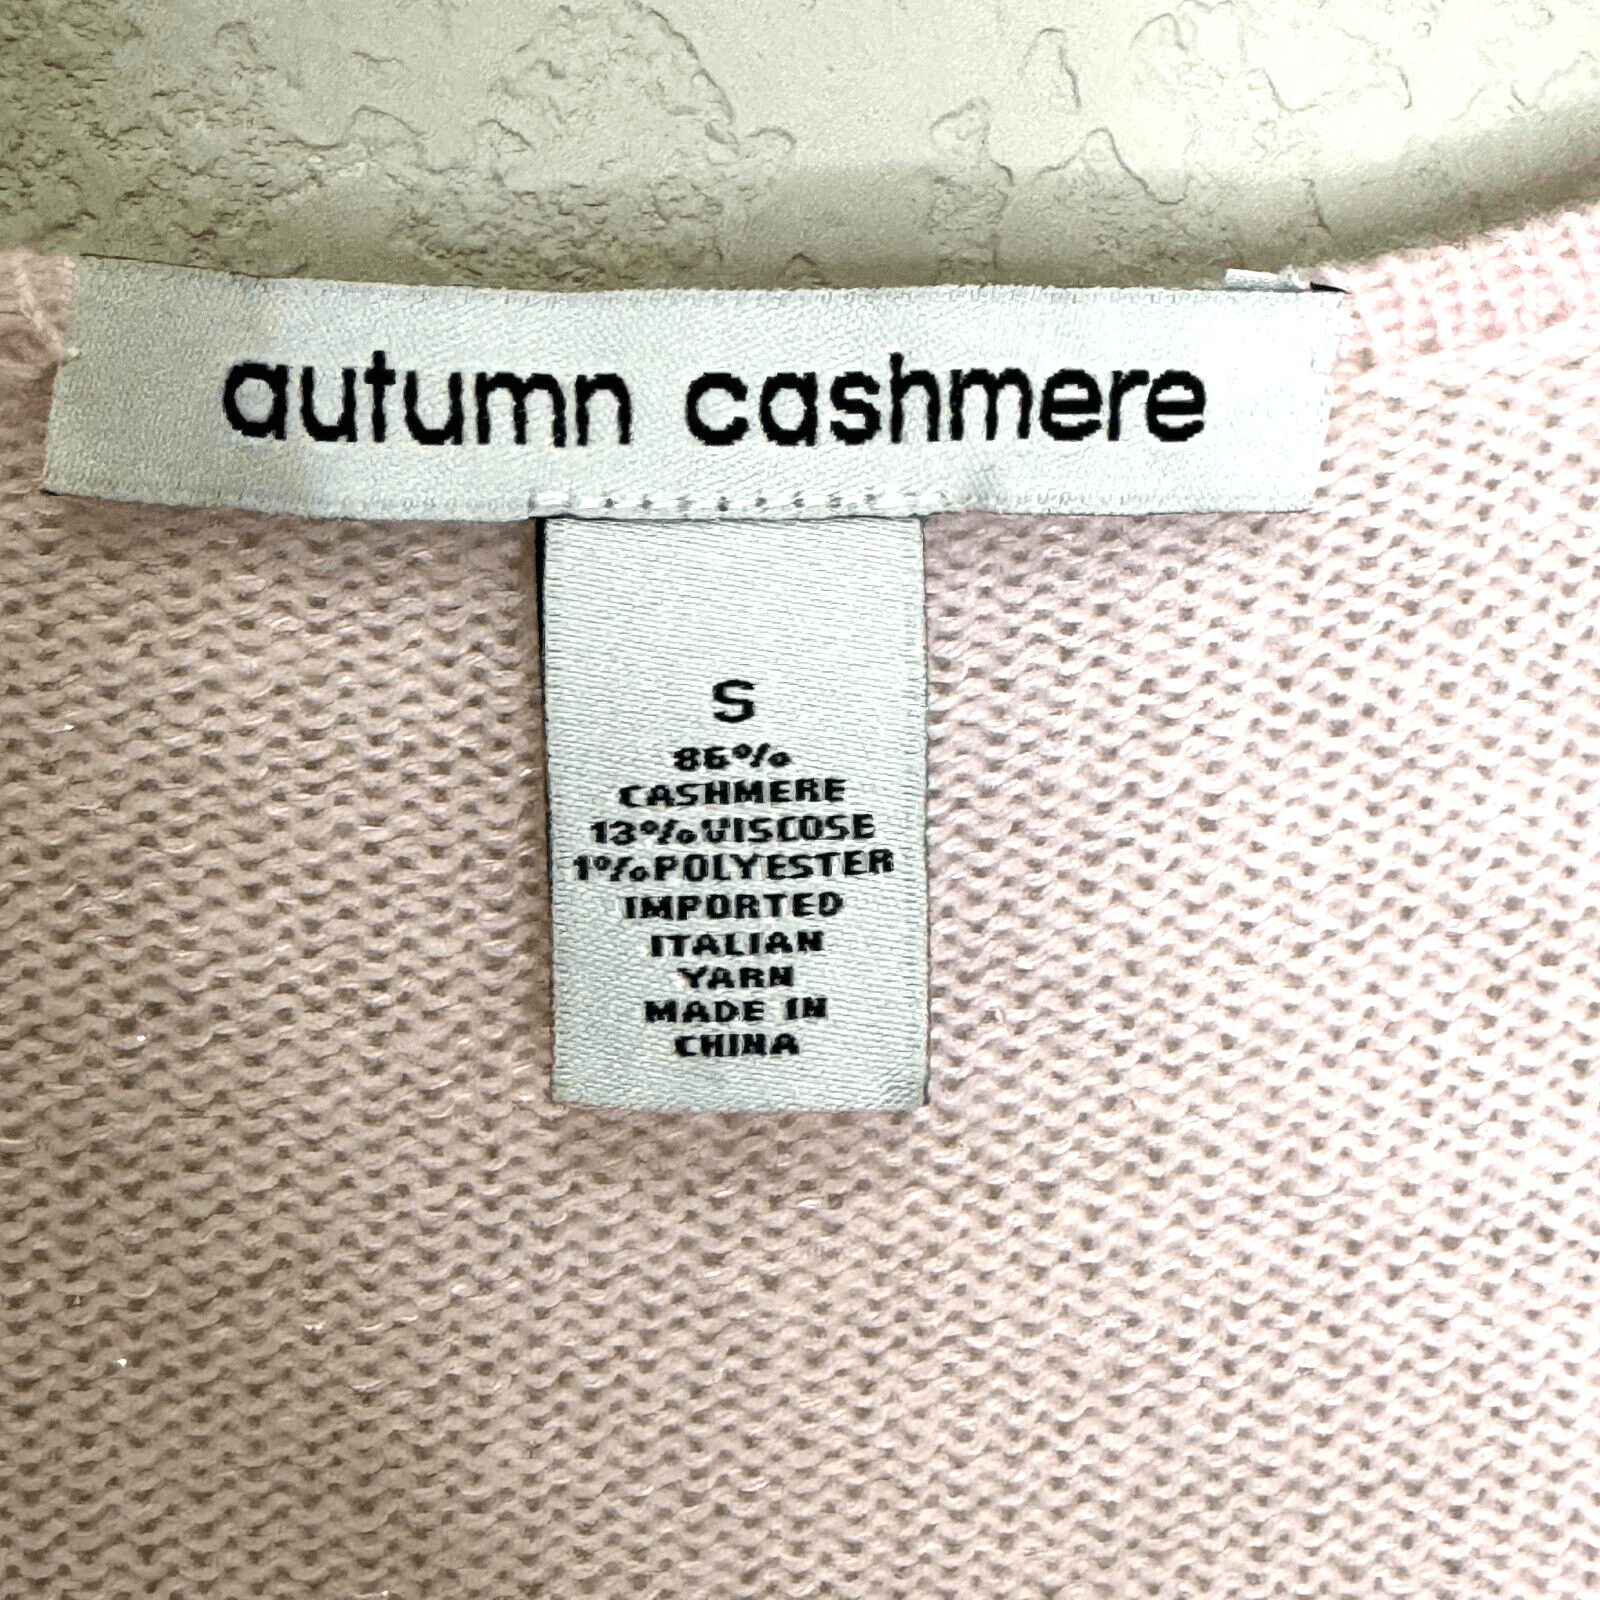 autumn cashmere
S
86%
CASHMERE
13% VISCOSE
1% POLYESTER
IMPORTED
ITALIAN
YARN
MADE IN
CHINA